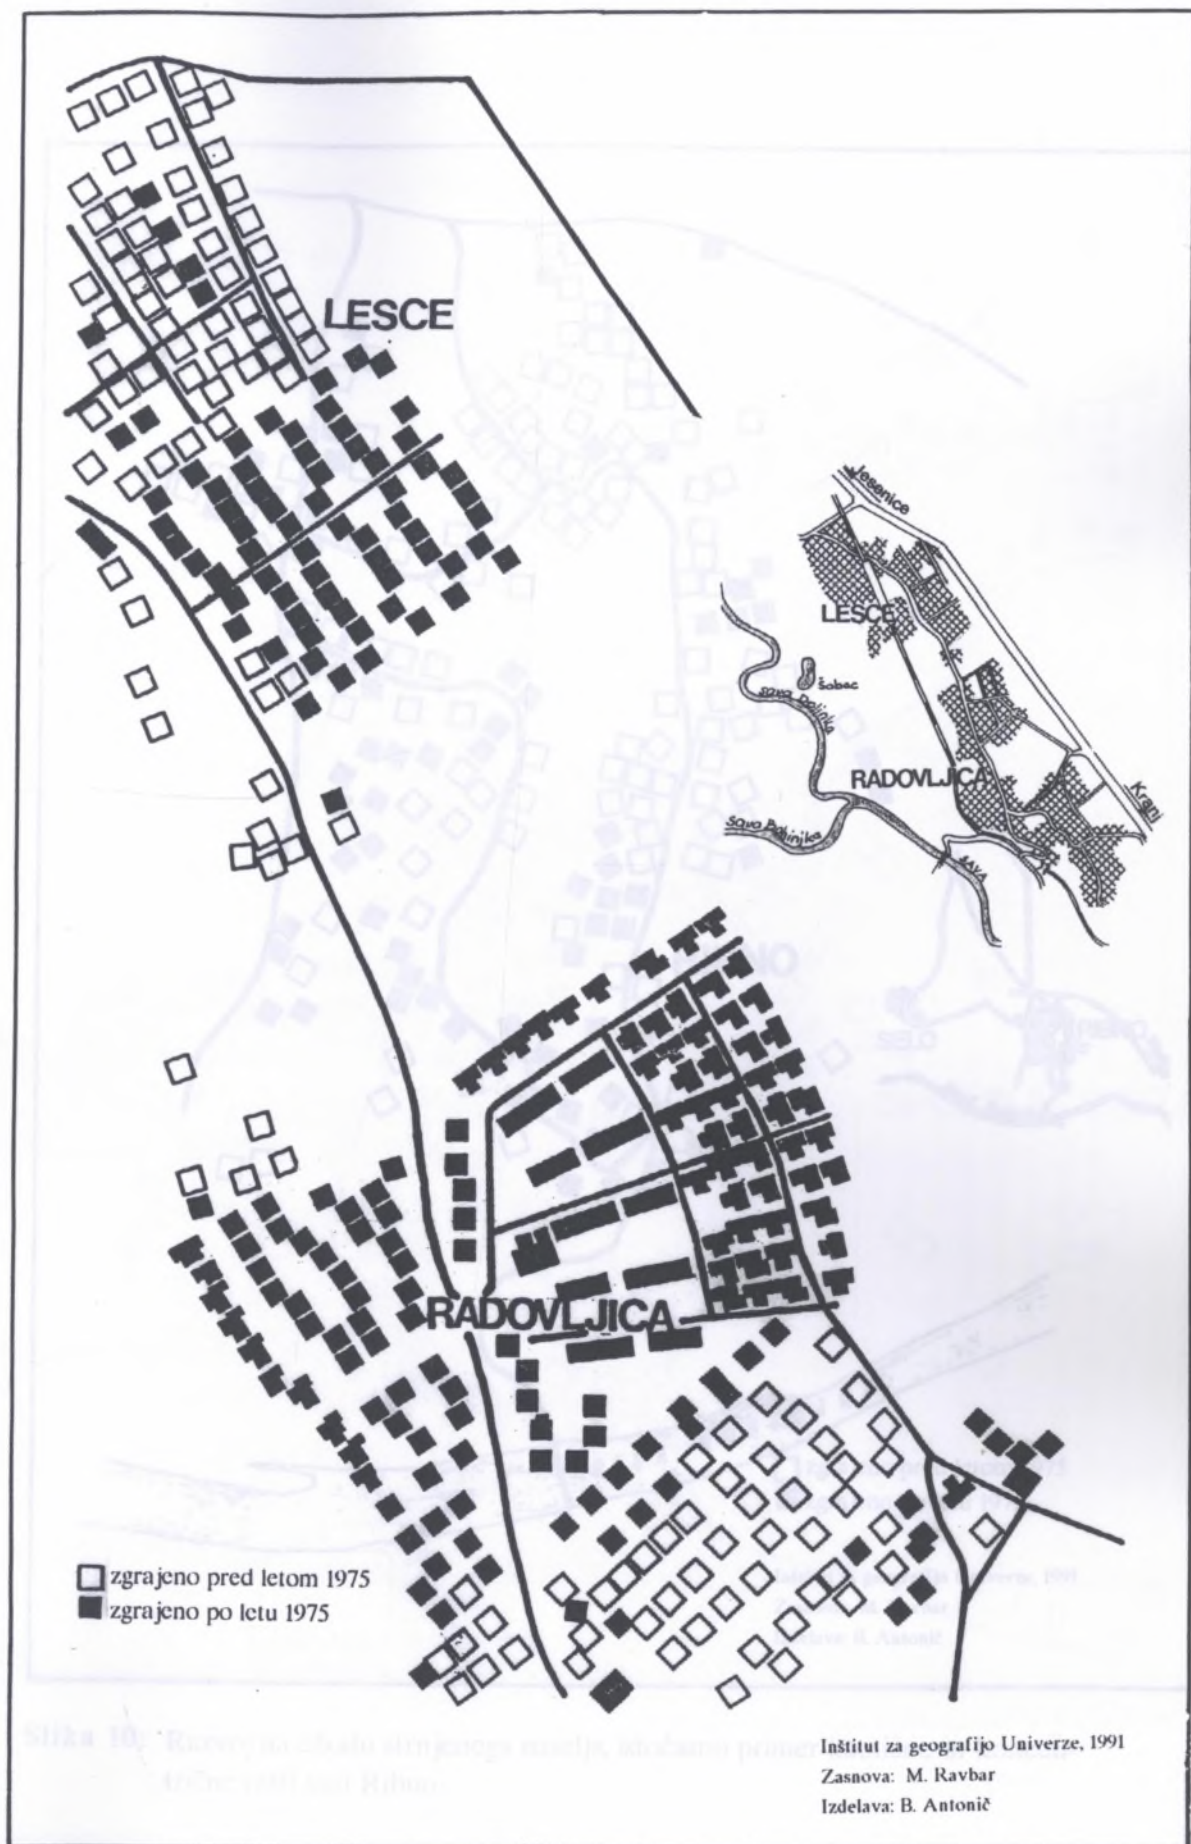 LESCE
Jesenice
LESCE
Šobec
Sava Dolinka
RADOVLJICA
Kranj
Sava Bohinjka
SAVA
RADOVLJICA
zgrajeno pred letom 1975
zgrajeno po letu 1975
Inštitut za geografijo Univerze, 1991
Zasnova: M. Ravbar
Izdelava: B. Antonič